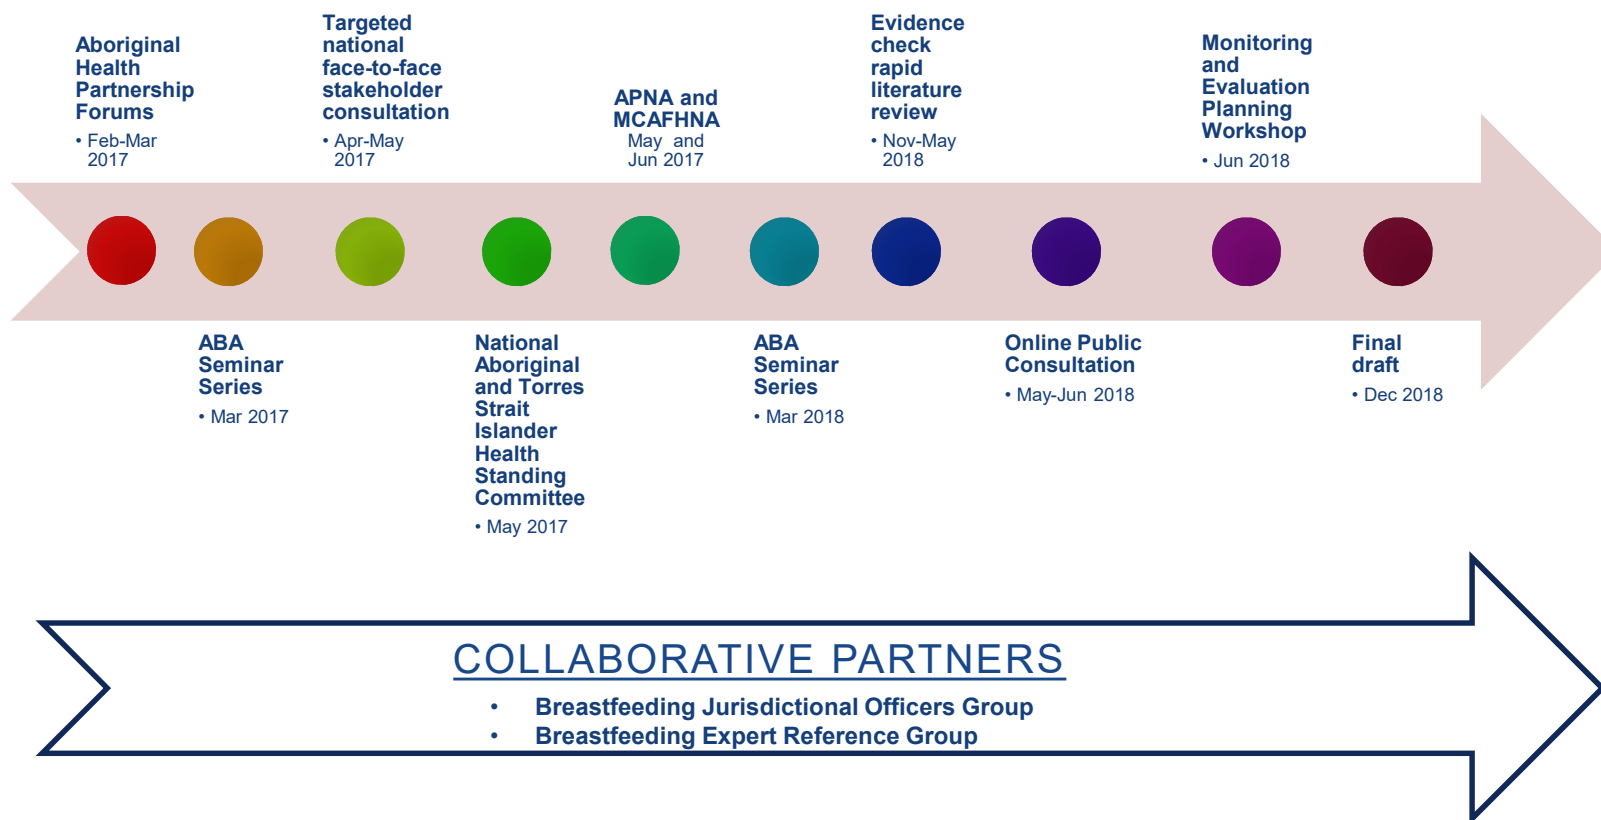 Aboriginal
Health
Partnership
Forums
• Feb-Mar
2017
Targeted
national
face-to-face
stakeholder
consultation
• Apr-May
2017
APNA and
MCAFHNA
May and
Jun 2017
Evidence
check
rapid
literature
review
• Nov-May
2018
Monitoring
and
Evaluation
Planning
Workshop
• Jun 2018
ABA
Seminar
Series
• Mar 2017
National
Aboriginal
and Torres
Strait
Islander
Health
Standing
Committee
• May 2017
ABA
Seminar
Series
• Mar 2018
Online Public
Consultation
• May-Jun 2018
Final
draft
• Dec 2018
COLLABORATIVE PARTNERS
• Breastfeeding Jurisdictional Officers Group
• Breastfeeding Expert Reference Group